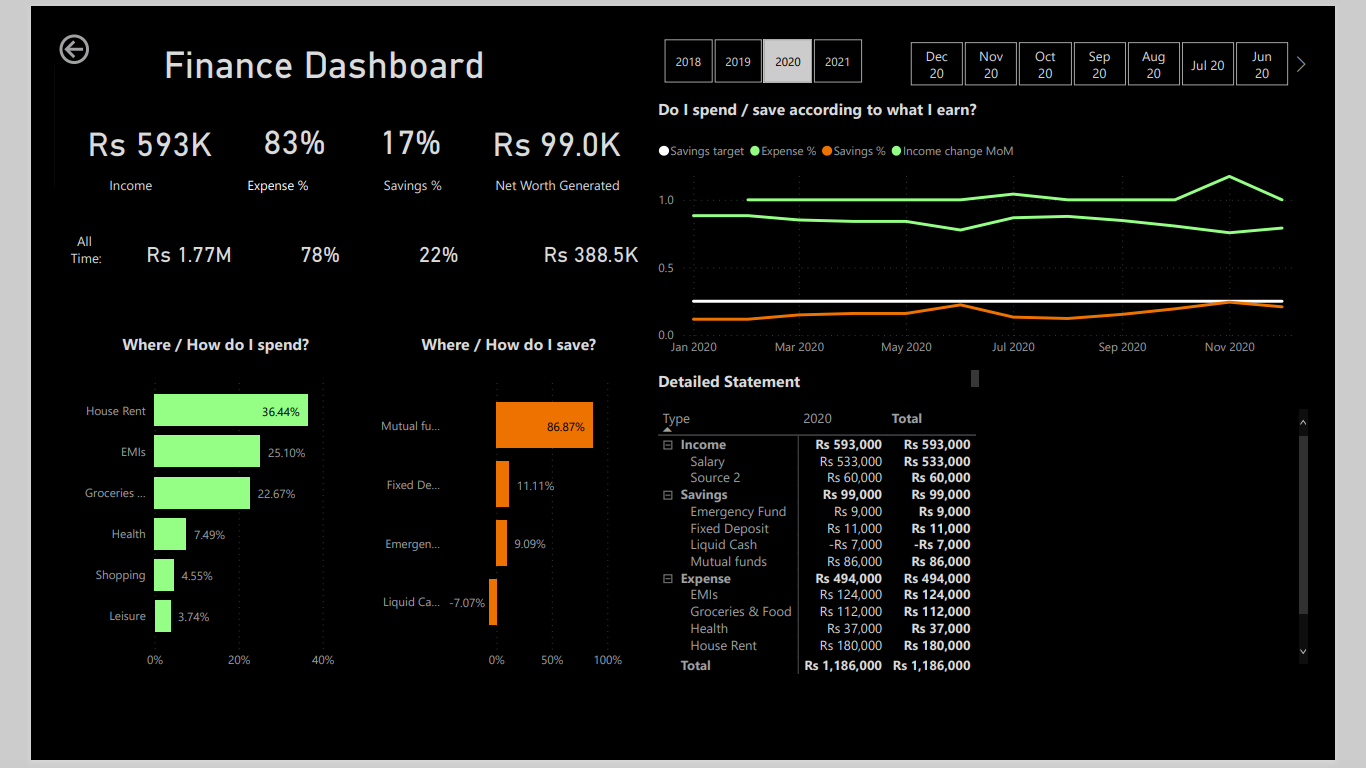 Finance Dashboard
2018 2019 2020 2021
Dec 20 Nov 20 Oct 20 Sep 20 Aug 20 Jul 20 Jun 20
Rs 593K 83% 17% Rs 99.0K
Income Expense % Savings % Net Worth Generated
All Time: Rs 1.77M 78% 22% Rs 388.5K
Do I spend / save according to what I earn?
Savings target Expense % Savings % Income change MoM
1.0
0.5
0.0
Jan 2020 Mar 2020 May 2020 Jul 2020 Sep 2020 Nov 2020
Where / How do I spend?
House Rent 36.44%
EMIs 25.10%
Groceries ... 22.67%
Health 7.49%
Shopping 4.55%
Leisure 3.74%
0% 20% 40%
Where / How do I save?
Mutual fu... 86.87%
Fixed De... 11.11%
Emergen... 9.09%
Liquid Ca... -7.07%
0% 50% 100%
Detailed Statement
Type 2020 Total
Income Rs 593,000 Rs 593,000
Salary Rs 533,000 Rs 533,000
Source 2 Rs 60,000 Rs 60,000
Savings Rs 99,000 Rs 99,000
Emergency Fund Rs 9,000 Rs 9,000
Fixed Deposit Rs 11,000 Rs 11,000
Liquid Cash -Rs 7,000 -Rs 7,000
Mutual funds Rs 86,000 Rs 86,000
Expense Rs 494,000 Rs 494,000
EMIs Rs 124,000 Rs 124,000
Groceries & Food Rs 112,000 Rs 112,000
Health Rs 37,000 Rs 37,000
House Rent Rs 180,000 Rs 180,000
Total Rs 1,186,000 Rs 1,186,000